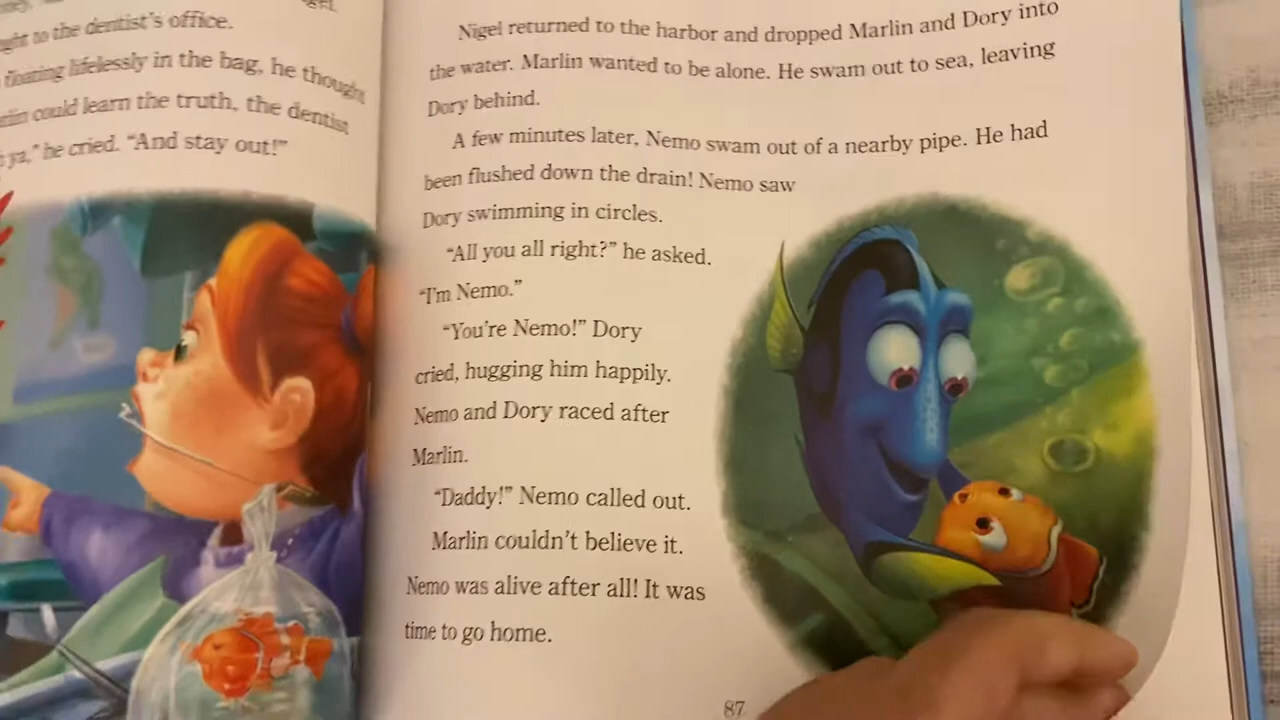 to the dentist's office.
floating lifelessly in the bag, he thought
could learn the truth, the dentist
ya," he cried. "And stay out!"
Nigel returned to the harbor and dropped Marlin and Dory into
the water. Marlin wanted to be alone. He swam out to sea, leaving
Dory behind.
A few minutes later, Nemo swam out of a nearby pipe. He had
been flushed down the drain! Nemo saw
Dory swimming in circles.
"All you all right?" he asked.
"I'm Nemo."
"You're Nemo!" Dory
cried, hugging him happily.
Nemo and Dory raced after
Marlin.
"Daddy!" Nemo called out.
Marlin couldn't believe it.
Nemo was alive after all! It was
time to go home.
87